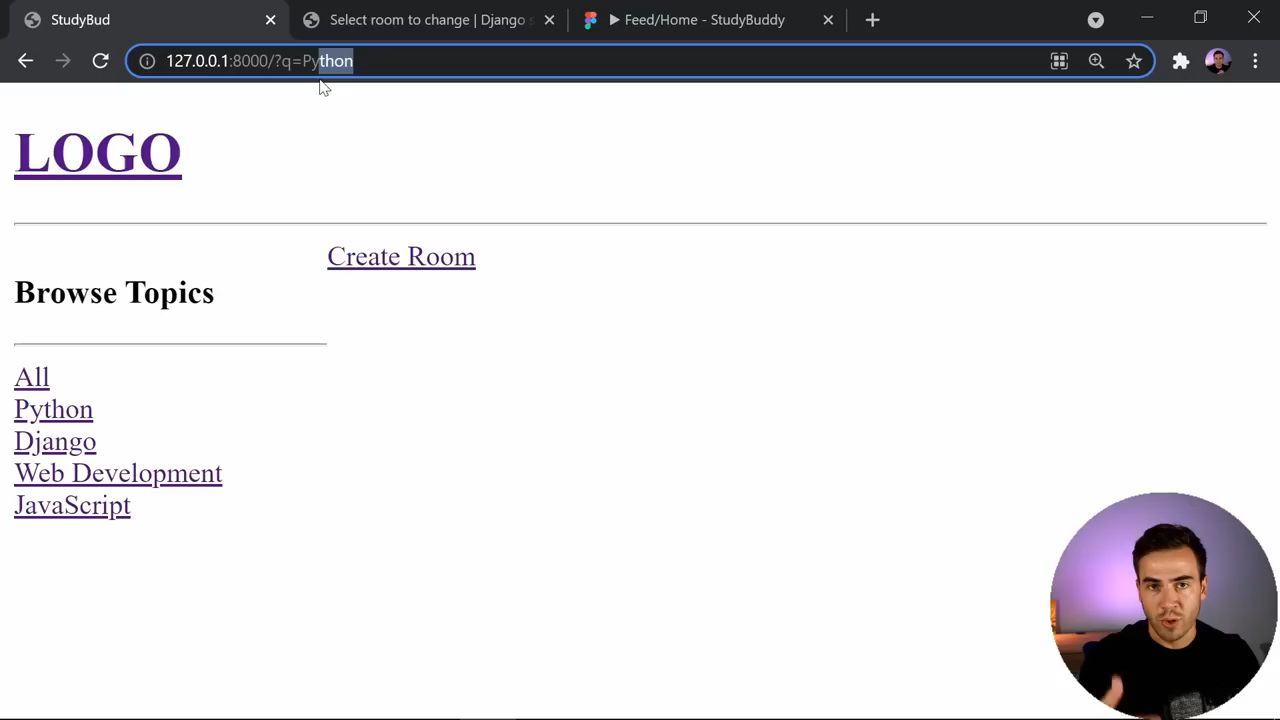 StudyBud
Select room to change | Django s
Feed/Home - StudyBuddy
127.0.0.1:8000/?q=Python
LOGO
Create Room
Browse Topics
All
Python
Django
Web Development
JavaScript